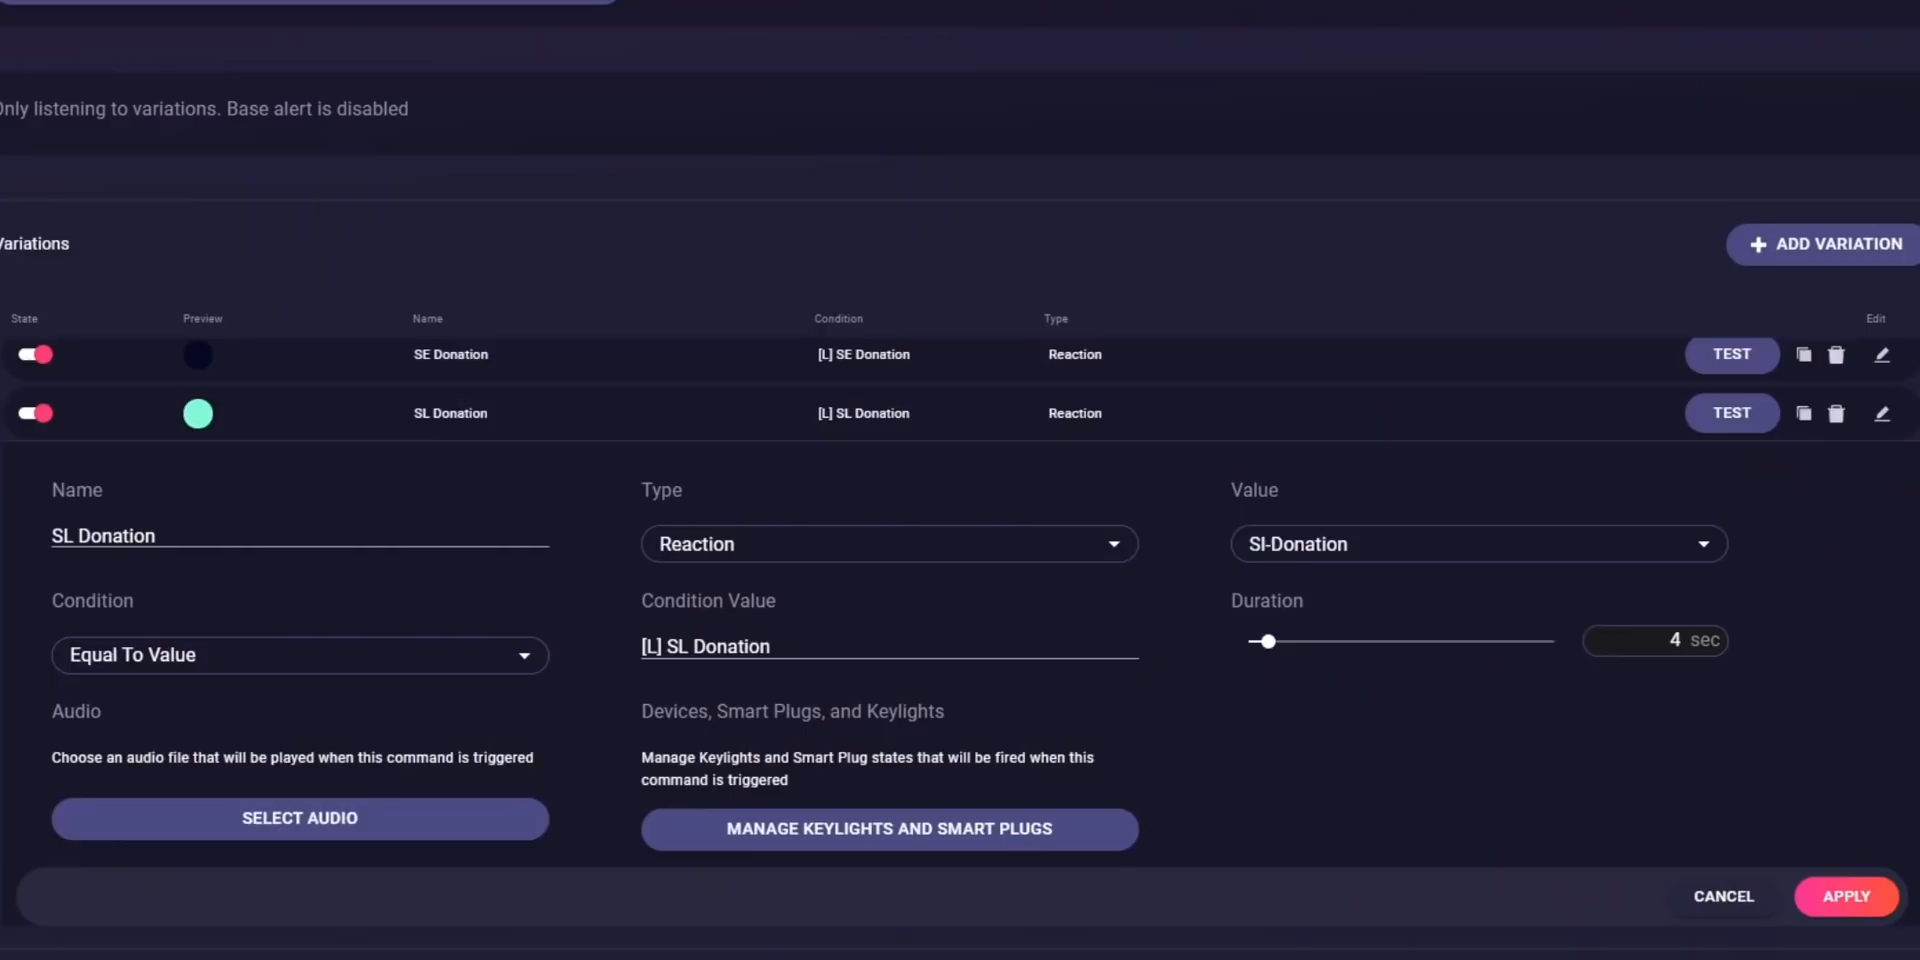 Only listening to variations. Base alert is disabled
Variations
ADD VARIATION
State Preview Name Condition Type Edit
SE Donation [L] SE Donation Reaction TEST
SL Donation [L] SL Donation Reaction TEST
Name Type Value
SL Donation Reaction Sl-Donation
Condition Condition Value Duration
Equal To Value [L] SL Donation 4 sec
Audio Devices, Smart Plugs, and Keylights
Choose an audio file that will be played when this command is triggered
Manage Keylights and Smart Plug states that will be fired when this
command is triggered
SELECT AUDIO
MANAGE KEYLIGHTS AND SMART PLUGS
CANCEL APPLY